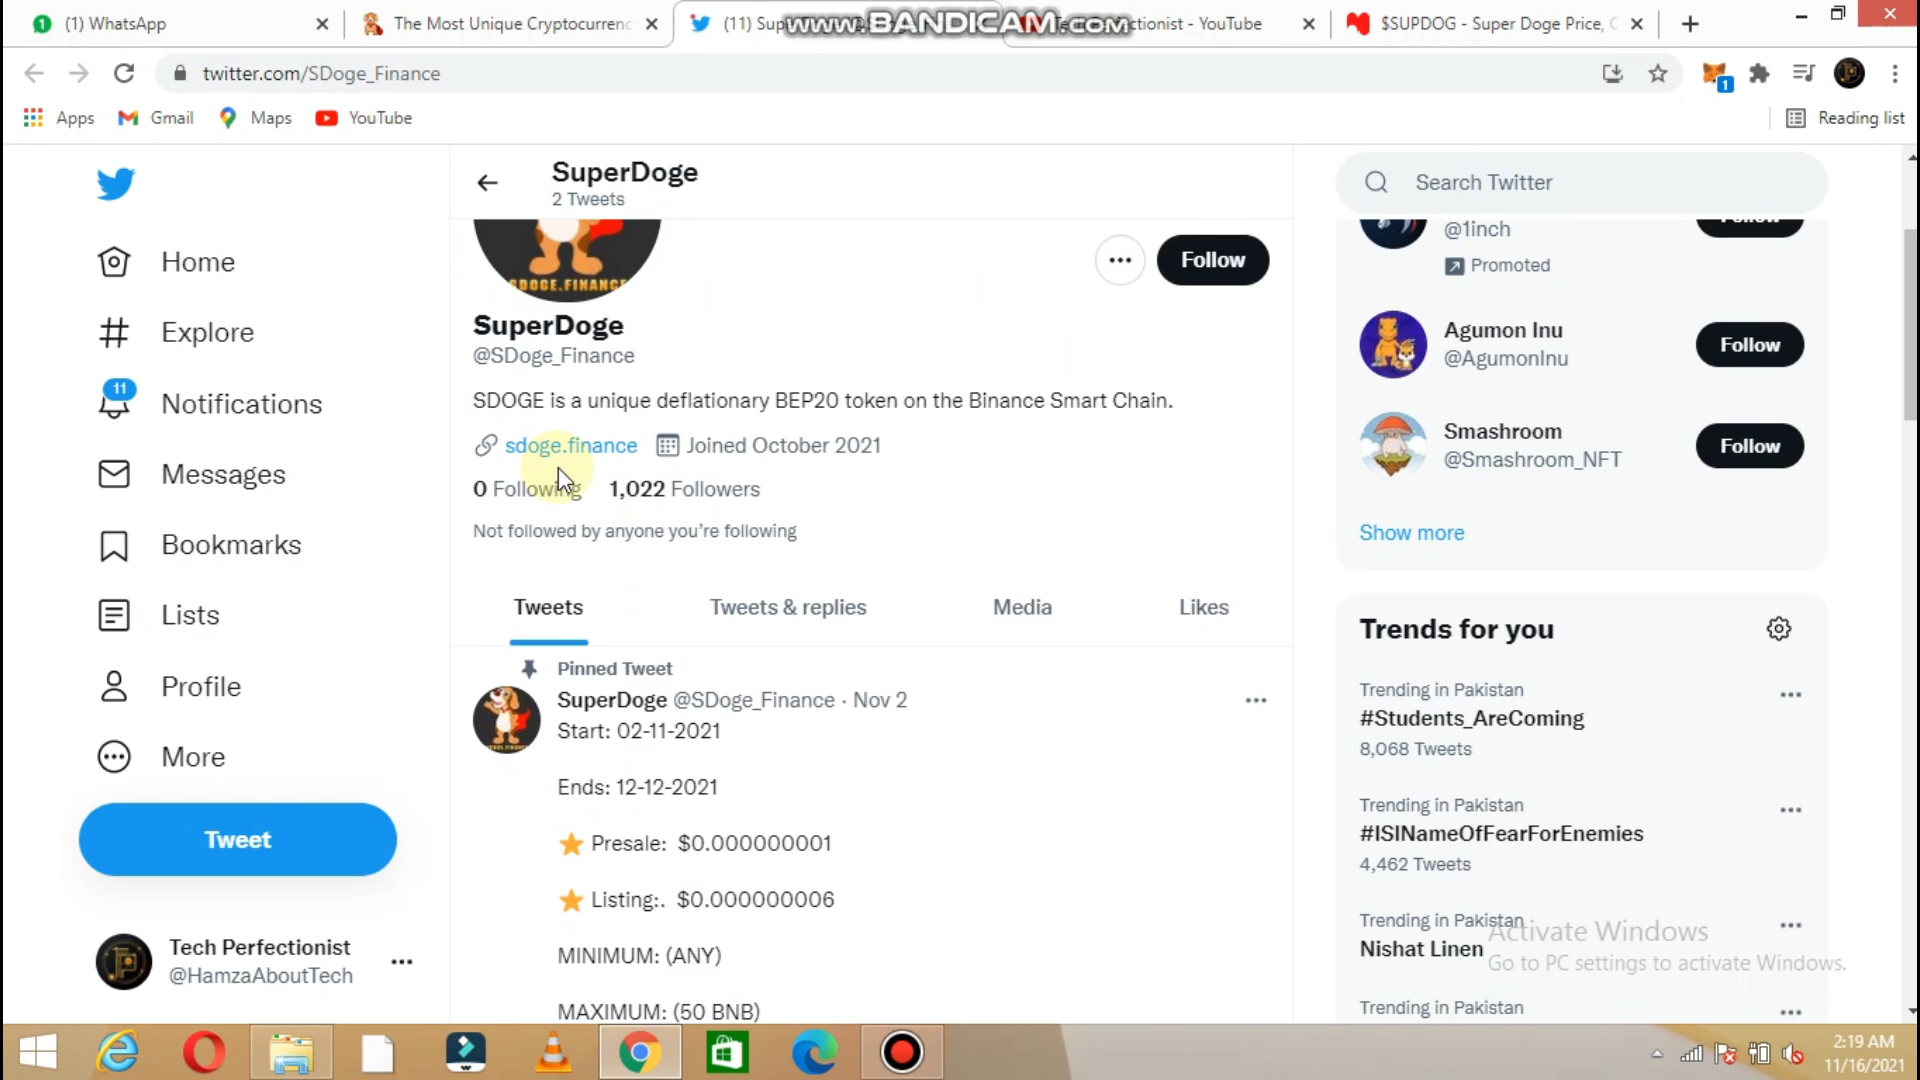 (1) WhatsApp
The Most Unique Cryptocurrenc
(11) Sup
www.BANDICAM.com
ctionist - YouTube
$SUPDOG - Super Doge Price, C
twitter.com/SDoge_Finance
1
Apps
Gmail
Maps
YouTube
Reading list
SuperDoge
2 Tweets
Search Twitter
Home
Explore
11
Notifications
Messages
Bookmarks
Lists
Profile
More
Tweet
Tech Perfectionist
@HamzaAboutTech
SDOGE.FINANCE
Follow
SuperDoge
@SDoge_Finance
SDOGE is a unique deflationary BEP20 token on the Binance Smart Chain.
sdoge.finance Joined October 2021
0 Following 1,022 Followers
Not followed by anyone you're following
Tweets
Tweets & replies
Media
Likes
Pinned Tweet
SuperDoge @SDoge_Finance · Nov 2
Start: 02-11-2021
Ends: 12-12-2021
Presale: $0.000000001
Listing:. $0.000000006
MINIMUM: (ANY)
MAXIMUM: (50 BNB)
@1inch
Follow
Promoted
Agumon Inu
@AgumonInu
Follow
Smashroom
@Smashroom_NFT
Follow
Show more
Trends for you
Trending in Pakistan
#Students_AreComing
8,068 Tweets
Trending in Pakistan
#ISINameOfFearForEnemies
4,462 Tweets
Trending in Pakistan
Nishat Linen
Trending in Pakistan
Activate Windows
Go to PC settings to activate Windows.
2:19 AM
11/16/2021